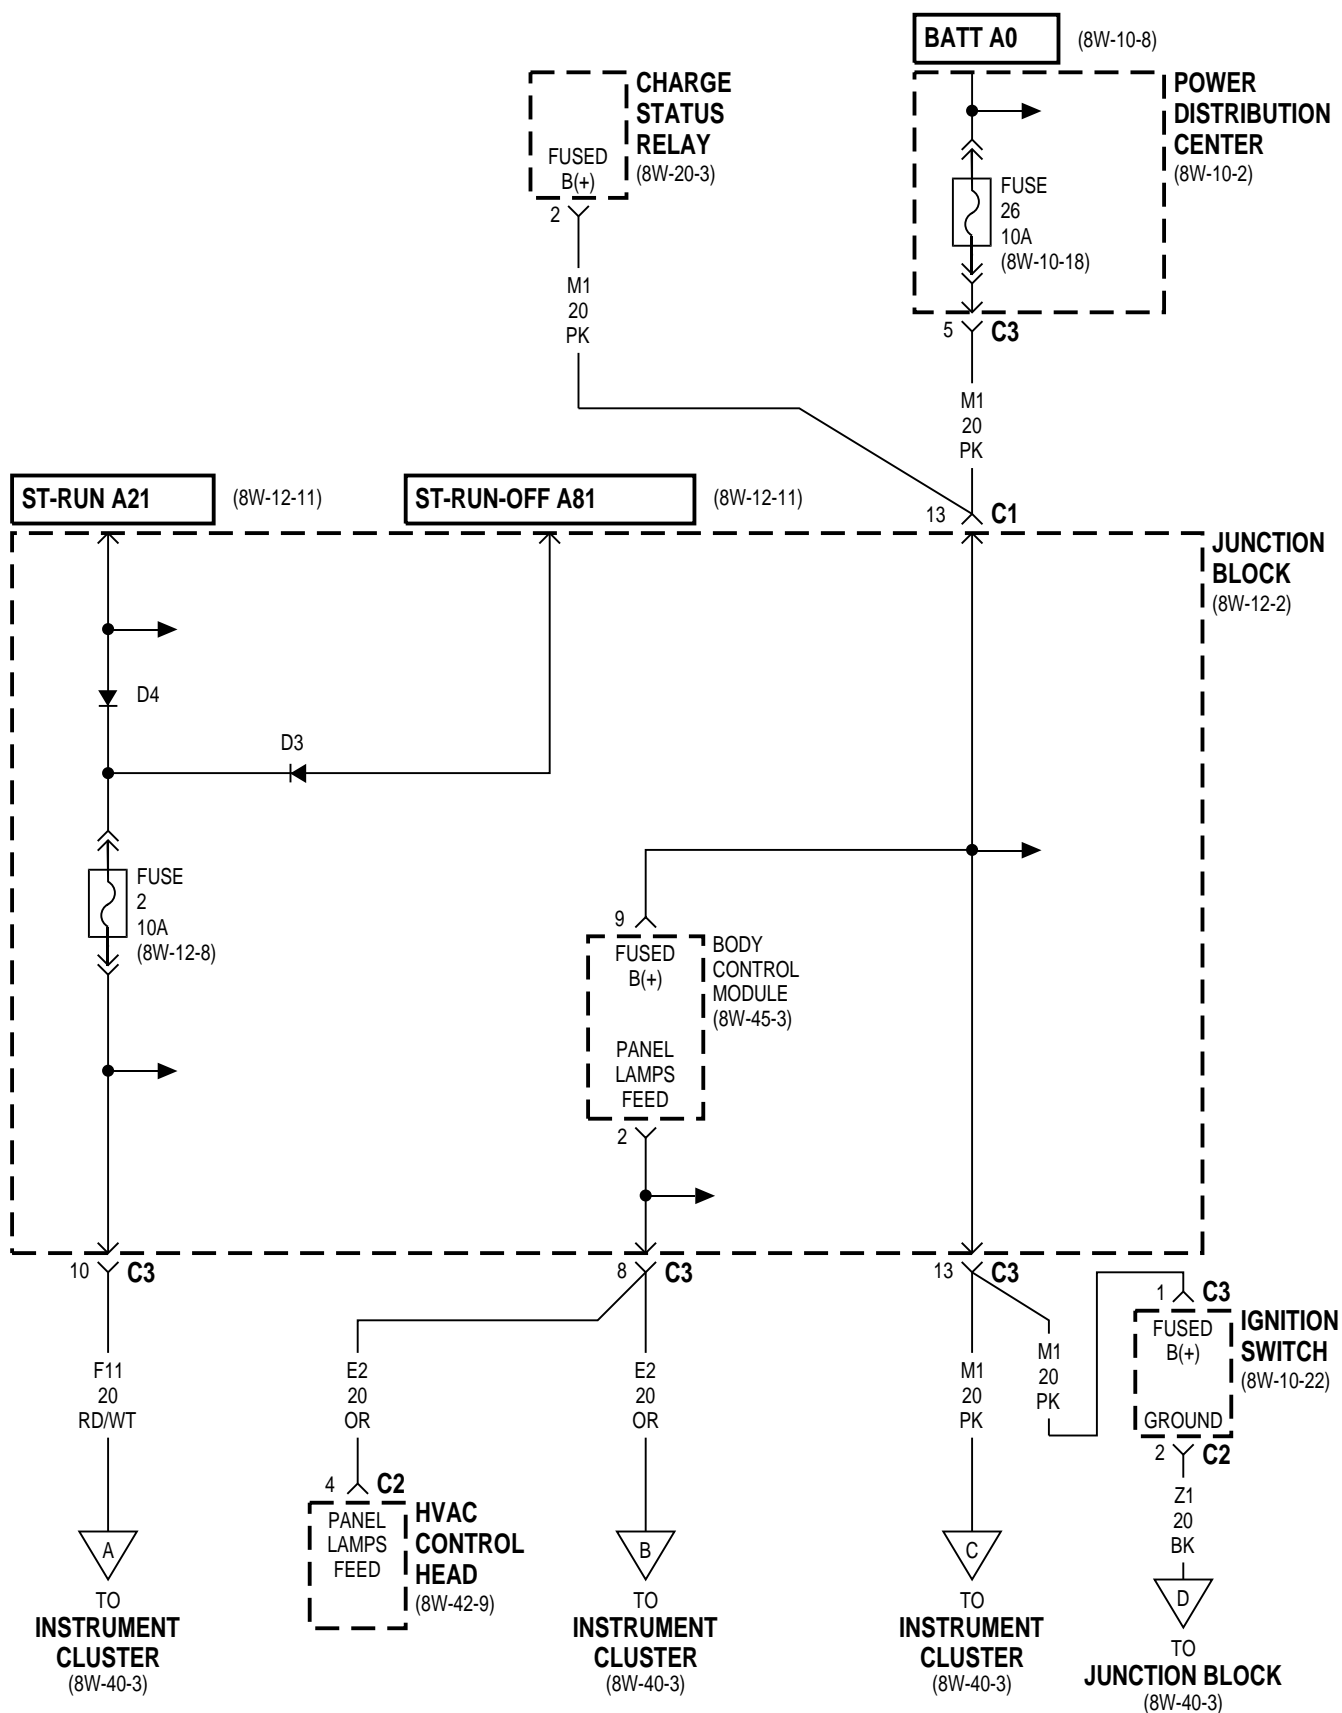 BATT A0
(8W-10-8)
CHARGE
STATUS
RELAY
(8W-20-3)
FUSED
B(+)
2
POWER
DISTRIBUTION
CENTER
(8W-10-2)
FUSE
26
10A
(8W-10-18)
5
C3
M1
20
PK
M1
20
PK
ST-RUN A21
(8W-12-11)
ST-RUN-OFF A81
(8W-12-11)
13
C1
JUNCTION
BLOCK
(8W-12-2)
D4
D3
FUSE
2
10A
(8W-12-8)
9
FUSED
B(+)
PANEL
LAMPS
FEED
2
BODY
CONTROL
MODULE
(8W-45-3)
10
C3
8
C3
13
C3
1
C3
FUSED
B(+)
GROUND
IGNITION
SWITCH
(8W-10-22)
2
C2
F11
20
RD/WT
E2
20
OR
E2
20
OR
M1
20
PK
M1
20
PK
Z1
20
BK
4
C2
PANEL
LAMPS
FEED
HVAC
CONTROL
HEAD
(8W-42-9)
A
TO
INSTRUMENT
CLUSTER
(8W-40-3)
B
TO
INSTRUMENT
CLUSTER
(8W-40-3)
C
TO
INSTRUMENT
CLUSTER
(8W-40-3)
D
TO
JUNCTION BLOCK
(8W-40-3)